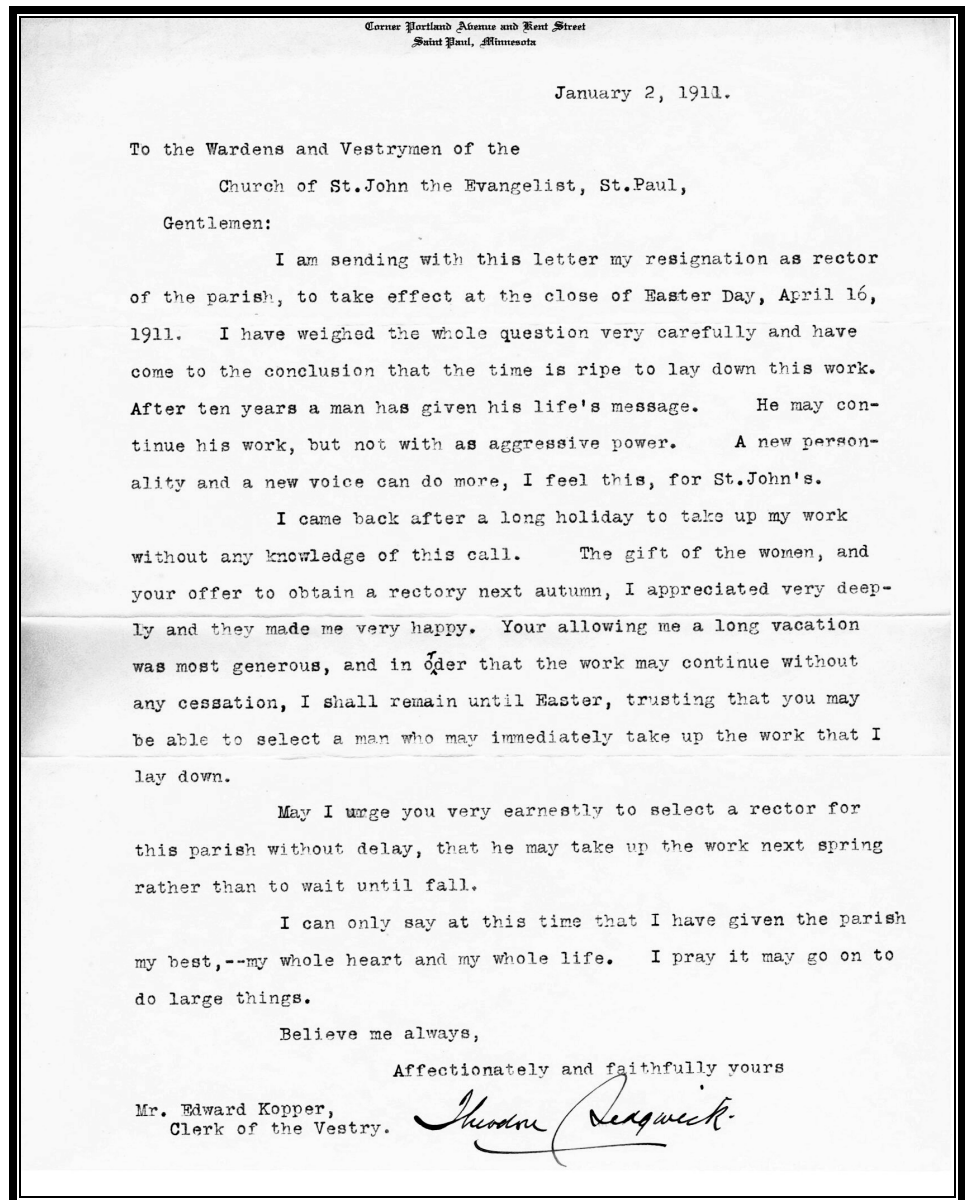 Corner Portland Avenue and Kent Street
Saint Paul, Minnesota
January 2, 1911.
To the Wardens and Vestrymen of the
Church of St.John the Evangelist, St.Paul,
Gentlemen:
I am sending with this letter my resignation as rector
of the parish, to take effect at the close of Easter Day, April 16,
1911. I have weighed the whole question very carefully and have
come to the conclusion that the time is ripe to lay down this work.
After ten years a man has given his life's message. He may con-
tinue his work, but not with as aggressive power. A new person-
ality and a new voice can do more, I feel this, for St.John's.
I came back after a long holiday to take up my work
without any knowledge of this call. The gift of the women, and
your offer to obtain a rectory next autumn, I appreciated very deep-
ly and they made me very happy. Your allowing me a long vacation
was most generous, and in order that the work may continue without
any cessation, I shall remain until Easter, trusting that you may
be able to select a man who may immediately take up the work that I
lay down.
May I urge you very earnestly to select a rector for
this parish without delay, that he may take up the work next spring
rather than to wait until fall.
I can only say at this time that I have given the parish
my best,--my whole heart and my whole life. I pray it may go on to
do large things.
Believe me always,
Affectionately and faithfully yours
Theodore Sedgwick.
Mr. Edward Kopper,
Clerk of the Vestry.